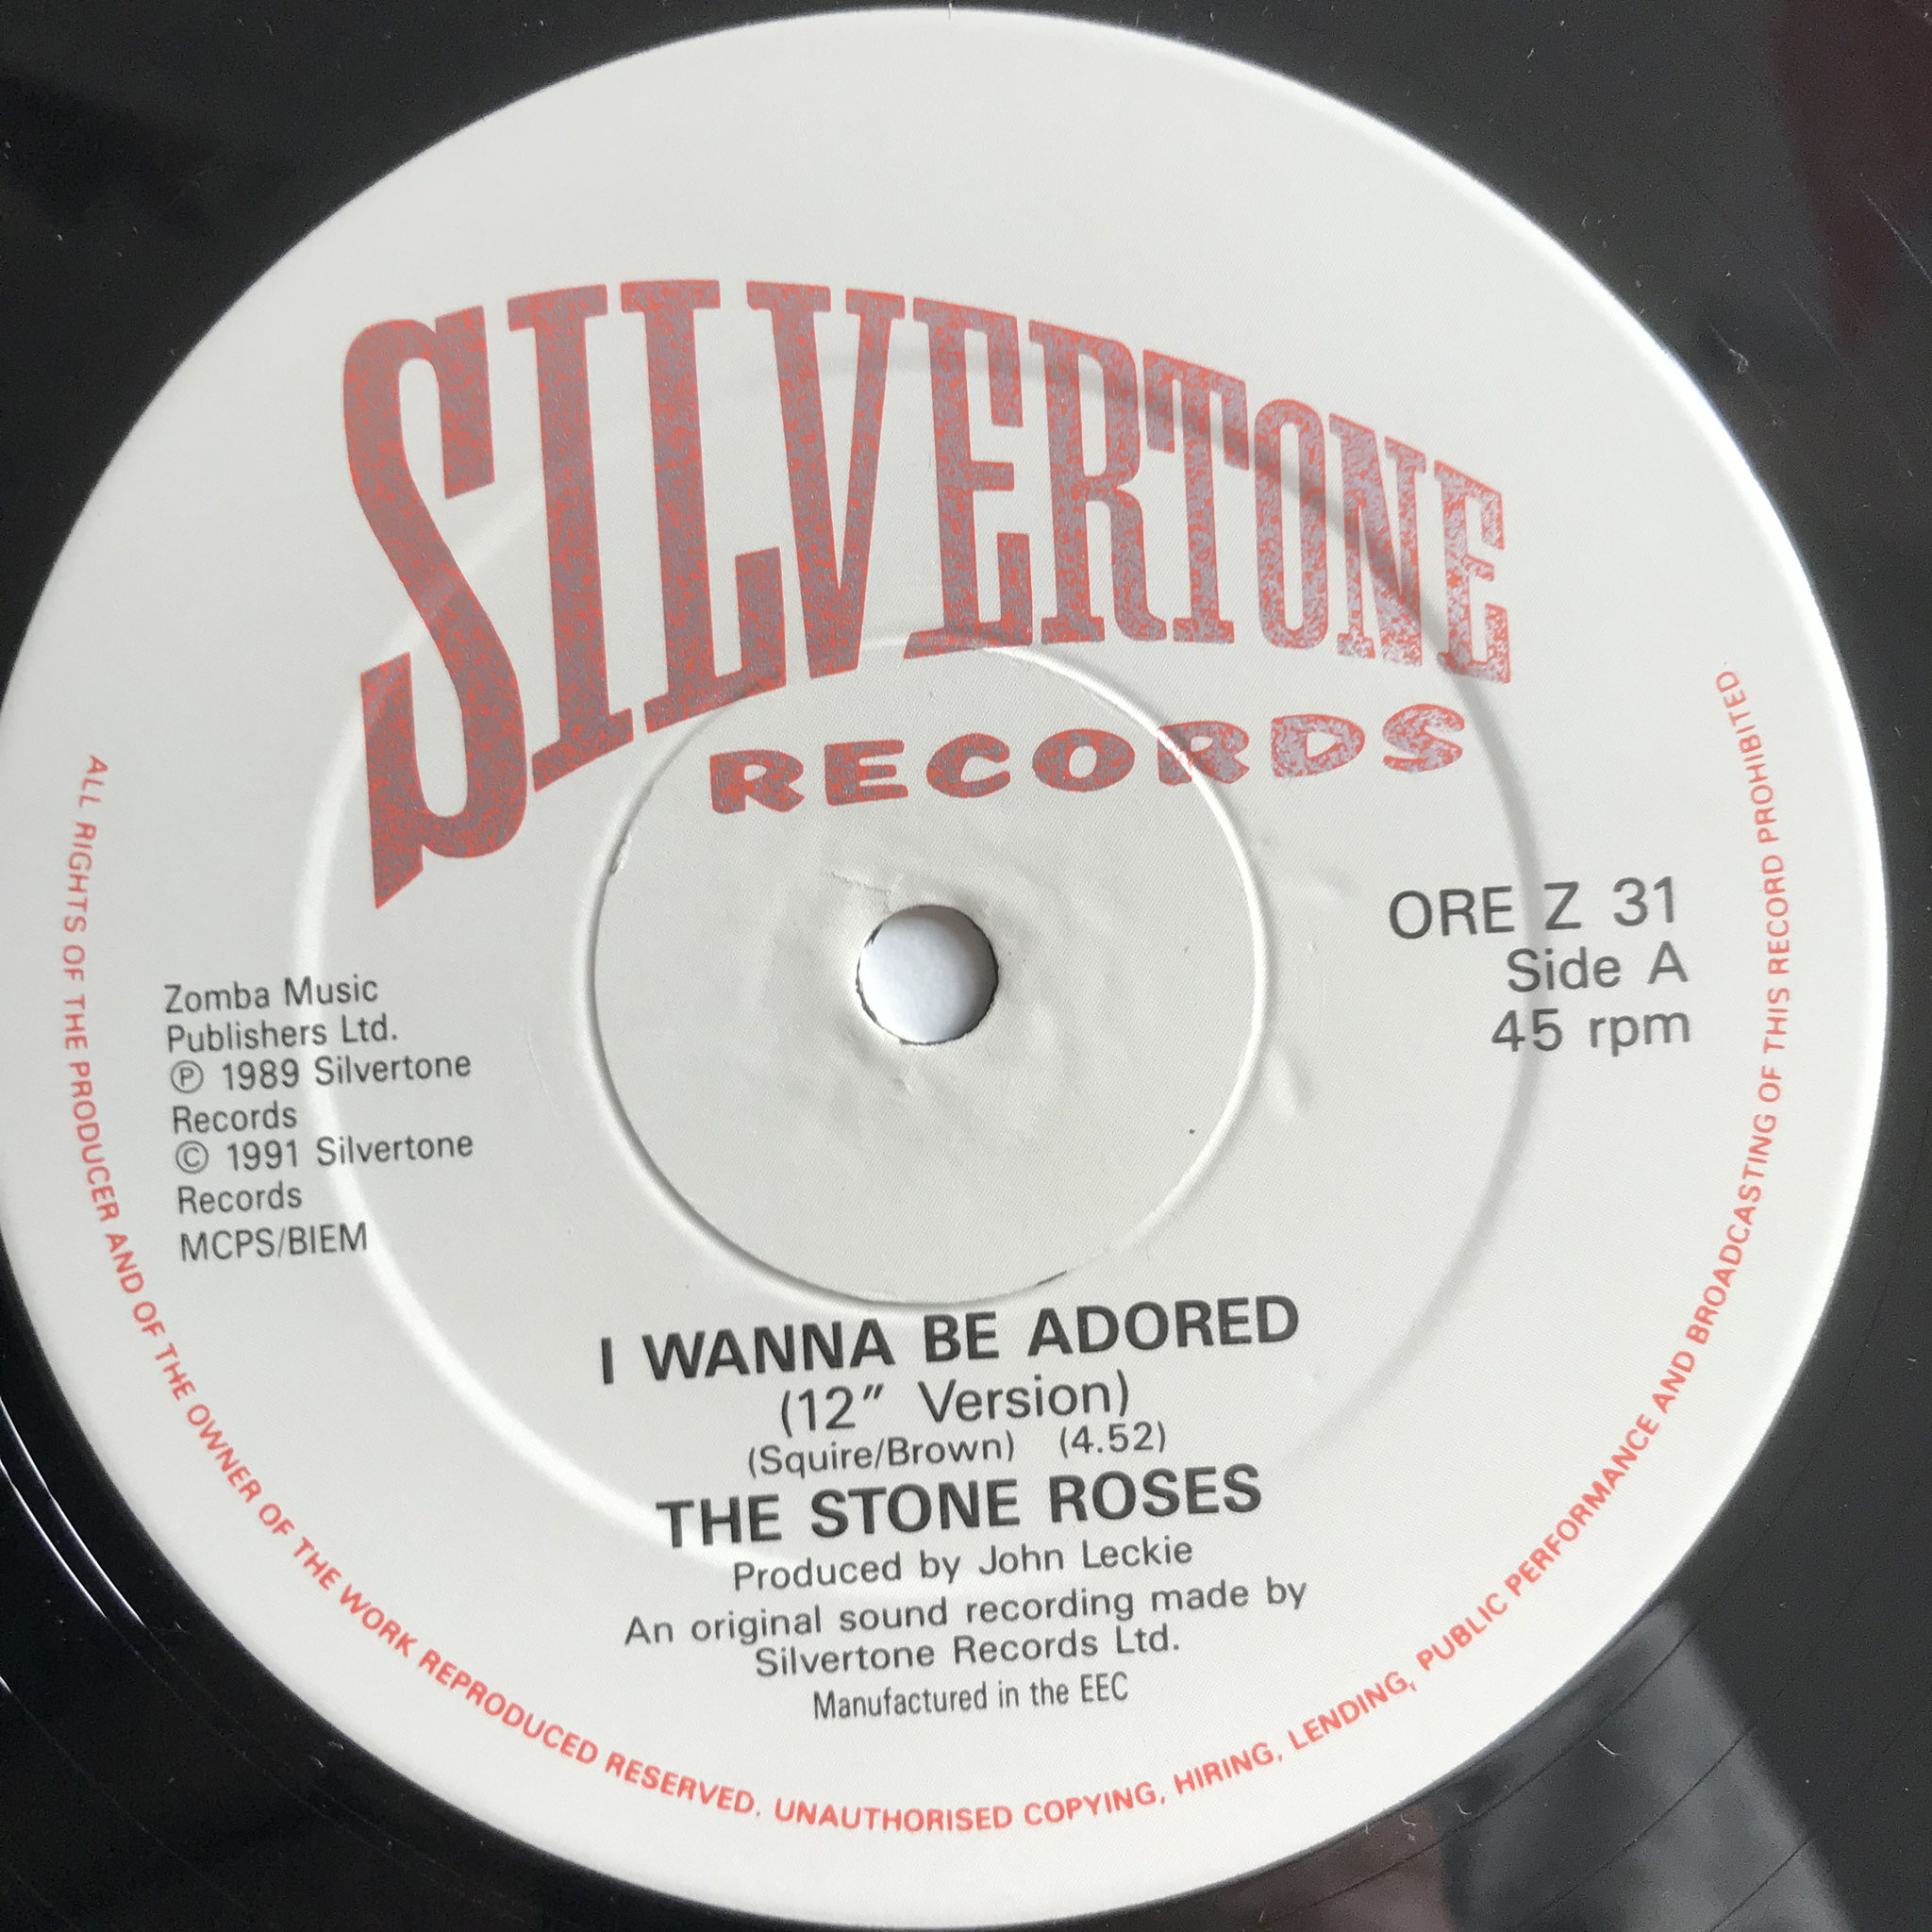 SILVERTONE
RECORDS
ORE Z 31
Side A
45 rpm
Zomba Music
Publishers Ltd.
Ⓟ 1989 Silvertone
Records
© 1991 Silvertone
Records
MCPS/BIEM
I WANNA BE ADORED
(12″ Version)
(Squire/Brown) (4.52)
THE STONE ROSES
Produced by John Leckie
An original sound recording made by
Silvertone Records Ltd.
Manufactured in the EEC
ALL RIGHTS OF THE PRODUCER AND OF THE OWNER OF THE WORK REPRODUCED RESERVED. UNAUTHORISED COPYING, HIRING, LENDING, PUBLIC PERFORMANCE AND BROADCASTING OF THIS RECORD PROHIBITED